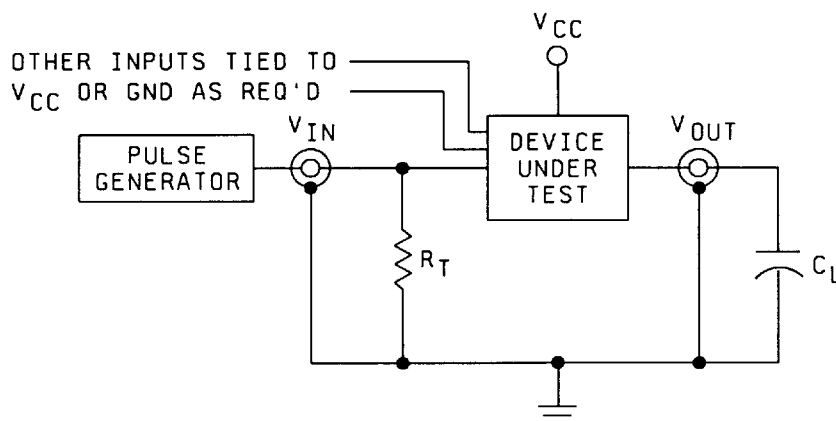 VCC
OTHER INPUTS TIED TO
VCC OR GND AS REQ'D
VIN
VOUT
PULSE
GENERATOR
DEVICE
UNDER
TEST
RT
CL